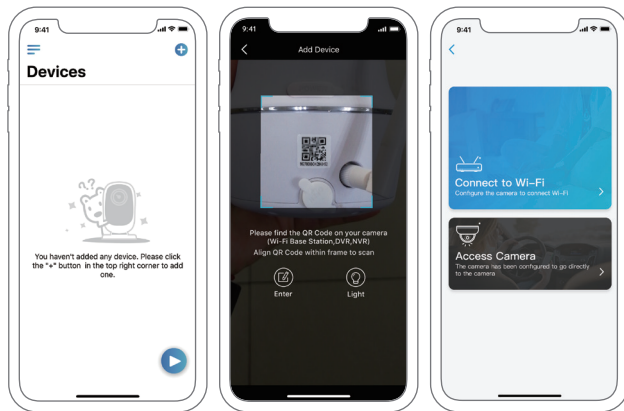 9:41
Devices
??
You haven't added any device. Please click
the "+" button in the top right corner to add
one.
9:41
Add Device
Please find the QR Code on your camera
(Wi-Fi Base Station,DVR,NVR)
Align QR Code within frame to scan
Enter
Light
9:41
Connect to Wi-Fi
Configure the camera to connect Wi-Fi
Access Camera
The camera has been configured to go directly
to the camera